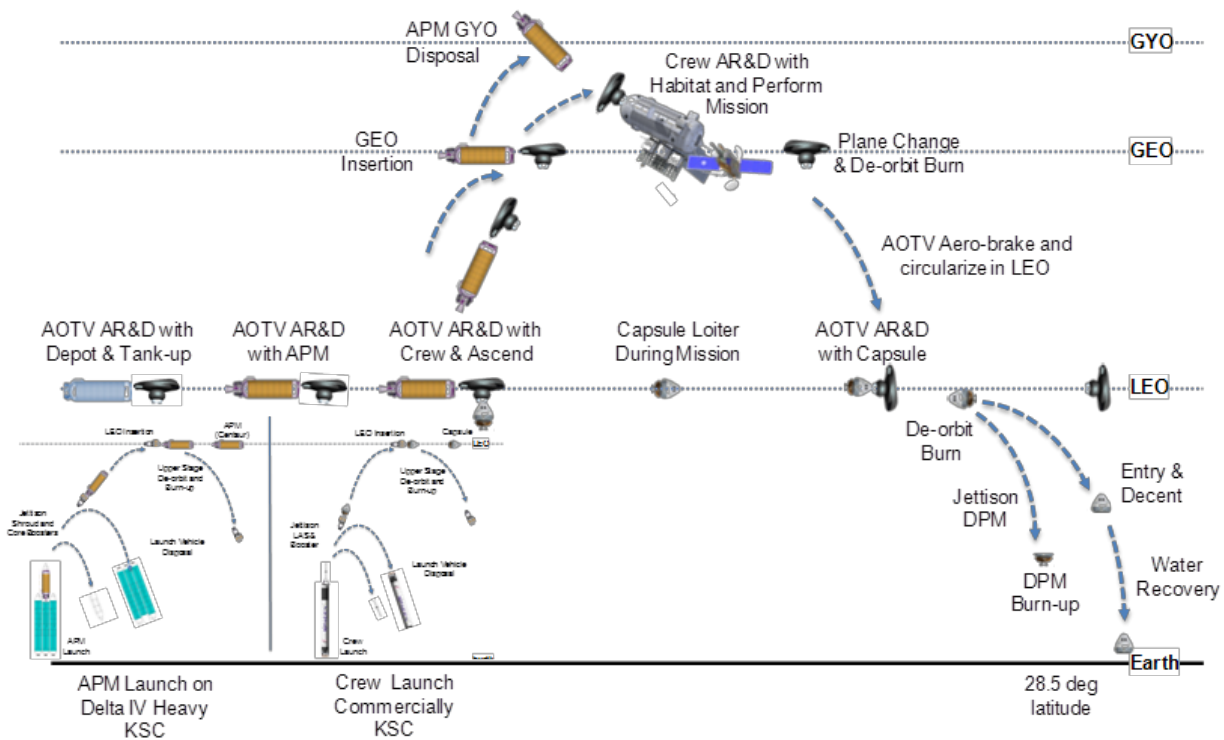 APM GYO
Disposal
GYO
Crew AR&D with
Habitat and Perform
Mission
GEO
Insertion
Plane Change
& De-orbit Burn
GEO
AOTV Aero-brake and
circularize in LEO
AOTV AR&D with
Depot & Tank-up
AOTV AR&D
with APM
AOTV AR&D with
Crew & Ascend
Capsule Loiter
During Mission
AOTV AR&D
with Capsule
LEO
LEO Insertion
APM
(Centaur)
Upper Stage
De-orbit and
Burn-up
Jettison
Shroud and
Core Boosters
Launch Vehicle
Disposal
APM
Launch
LEO Insertion
Capsule
LEO
Upper Stage
De-orbit and
Burn-up
Jettison
LAS &
Booster
Launch Vehicle
Disposal
Crew
Launch
De-orbit
Burn
Jettison
DPM
Entry &
Decent
DPM
Burn-up
Water
Recovery
Earth
APM Launch on
Delta IV Heavy
KSC
Crew Launch
Commercially
KSC
28.5 deg
latitude